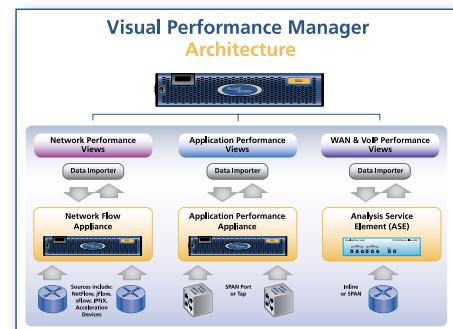 Visual Performance Manager
Architecture
Network Performance
Views
Application Performance
Views
WAN & VoIP Performance
Views
Data Importer
Data Importer
Data Importer
Network Flow
Appliance
Application Performance
Appliance
Analysis Service
Element (ASE)
Sources include:
NetFlow, jFlow,
sFlow, IPFIX,
Acceleration
Devices
SPAN Port
or Tap
Inline
or SPAN